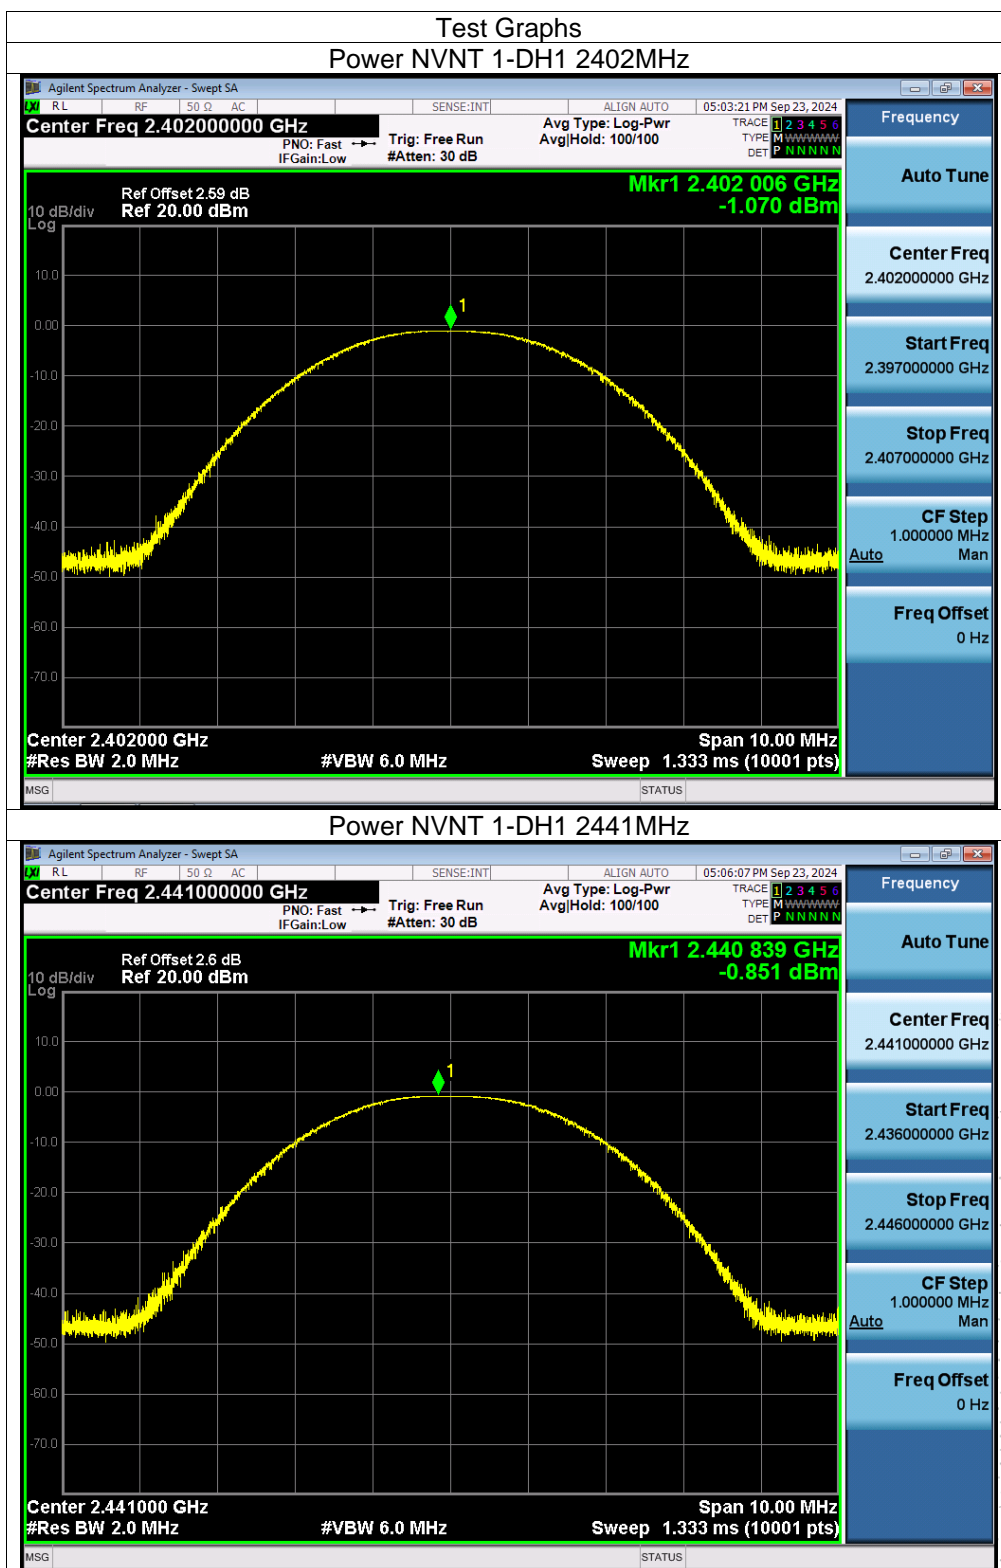 Test Graphs
Power NVNT 1-DH1 2402MHz
Agilent Spectrum Analyzer - Swept SA
LXI RL RF 50 Ω AC SENSE:INT ALIGN AUTO 05:03:21 PM Sep 23, 2024
Center Freq 2.402000000 GHz
PNO: Fast
IFGain:Low
Trig: Free Run
#Atten: 30 dB
Avg Type: Log-Pwr
Avg|Hold: 100/100
TRACE 1 2 3 4 5 6
TYPE M WWWWW
DET P N N N N N
Frequency
Auto Tune
Center Freq
2.402000000 GHz
Start Freq
2.397000000 GHz
Stop Freq
2.407000000 GHz
CF Step
1.000000 MHz
Auto Man
Freq Offset
0 Hz
Mkr1 2.402 006 GHz
-1.070 dBm
Ref Offset 2.59 dB
10 dB/div Ref 20.00 dBm
Log
1
10.0
0.00
-10.0
-20.0
-30.0
-40.0
-50.0
-60.0
-70.0
Center 2.402000 GHz Span 10.00 MHz
#Res BW 2.0 MHz #VBW 6.0 MHz Sweep 1.333 ms (10001 pts)
MSG STATUS
Power NVNT 1-DH1 2441MHz
Agilent Spectrum Analyzer - Swept SA
LXI RL RF 50 Ω AC SENSE:INT ALIGN AUTO 05:06:07 PM Sep 23, 2024
Center Freq 2.441000000 GHz
PNO: Fast
IFGain:Low
Trig: Free Run
#Atten: 30 dB
Avg Type: Log-Pwr
Avg|Hold: 100/100
TRACE 1 2 3 4 5 6
TYPE M WWWWW
DET P N N N N N
Frequency
Auto Tune
Center Freq
2.441000000 GHz
Start Freq
2.436000000 GHz
Stop Freq
2.446000000 GHz
CF Step
1.000000 MHz
Auto Man
Freq Offset
0 Hz
Mkr1 2.440 839 GHz
-0.851 dBm
Ref Offset 2.6 dB
10 dB/div Ref 20.00 dBm
Log
1
10.0
0.00
-10.0
-20.0
-30.0
-40.0
-50.0
-60.0
-70.0
Center 2.441000 GHz Span 10.00 MHz
#Res BW 2.0 MHz #VBW 6.0 MHz Sweep 1.333 ms (10001 pts)
MSG STATUS